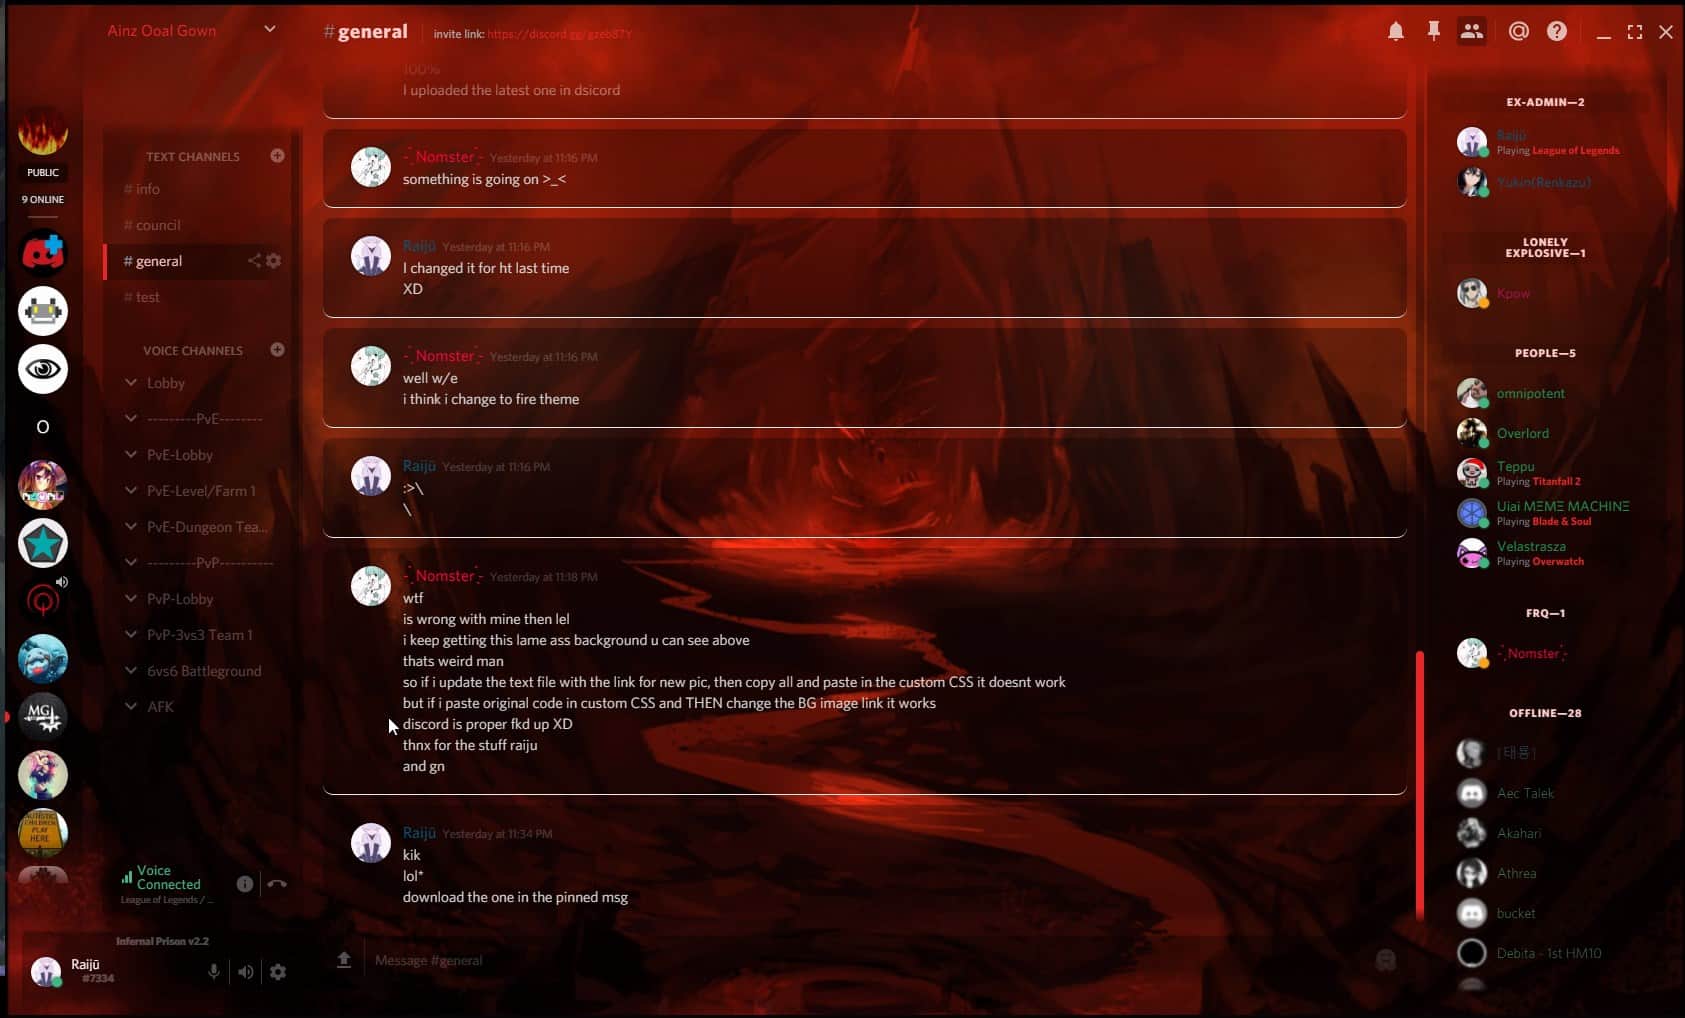 Ainz Ooal Gown
PUBLIC
9 ONLINE
O
MG
AUTISTIC
CHILDREN
PLAY
HERE
TEXT CHANNELS
# info
# council
# general
# test
VOICE CHANNELS
Lobby
---------PvE--------
PvE-Lobby
PvE-Level/Farm 1
PvE-Dungeon Tea...
---------PvP----------
PvP-Lobby
PvP-3vs3 Team 1
6vs6 Battleground
AFK
Voice
Connected
League of Legends / ...
Infernal Prison v2.2
Raijū
#7334
#general
invite link: https://discord.gg/gzeb87Y
100%
I uploaded the latest one in dsicord
Nomster Yesterday at 11:16 PM
something is going on >_<
Raijū Yesterday at 11:16 PM
I changed it for ht last time
XD
Nomster Yesterday at 11:16 PM
well w/e
i think i change to fire theme
Raijū Yesterday at 11:16 PM
:>\
\
Nomster Yesterday at 11:18 PM
wtf
is wrong with mine then lel
i keep getting this lame ass background u can see above
thats weird man
so if i update the text file with the link for new pic, then copy all and paste in the custom CSS it doesnt work
but if i paste original code in custom CSS and THEN change the BG image link it works
discord is proper fkd up XD
thnx for the stuff raiju
and gn
Raijū Yesterday at 11:34 PM
kik
lol*
download the one in the pinned msg
Message #general
EX-ADMIN—2
Raijū
Playing League of Legends
Yukin(Renkazu)
LONELY
EXPLOSIVE—1
Kpow
PEOPLE—5
omnipotent
Overlord
Teppu
Playing Titanfall 2
Uiai MΞMΞ MACHINΞ
Playing Blade & Soul
Velastrasza
Playing Overwatch
FRQ—1
Nomster
OFFLINE—28
[태룡]
Aec Talek
Akahari
Athrea
bucket
Debita - 1st HM10